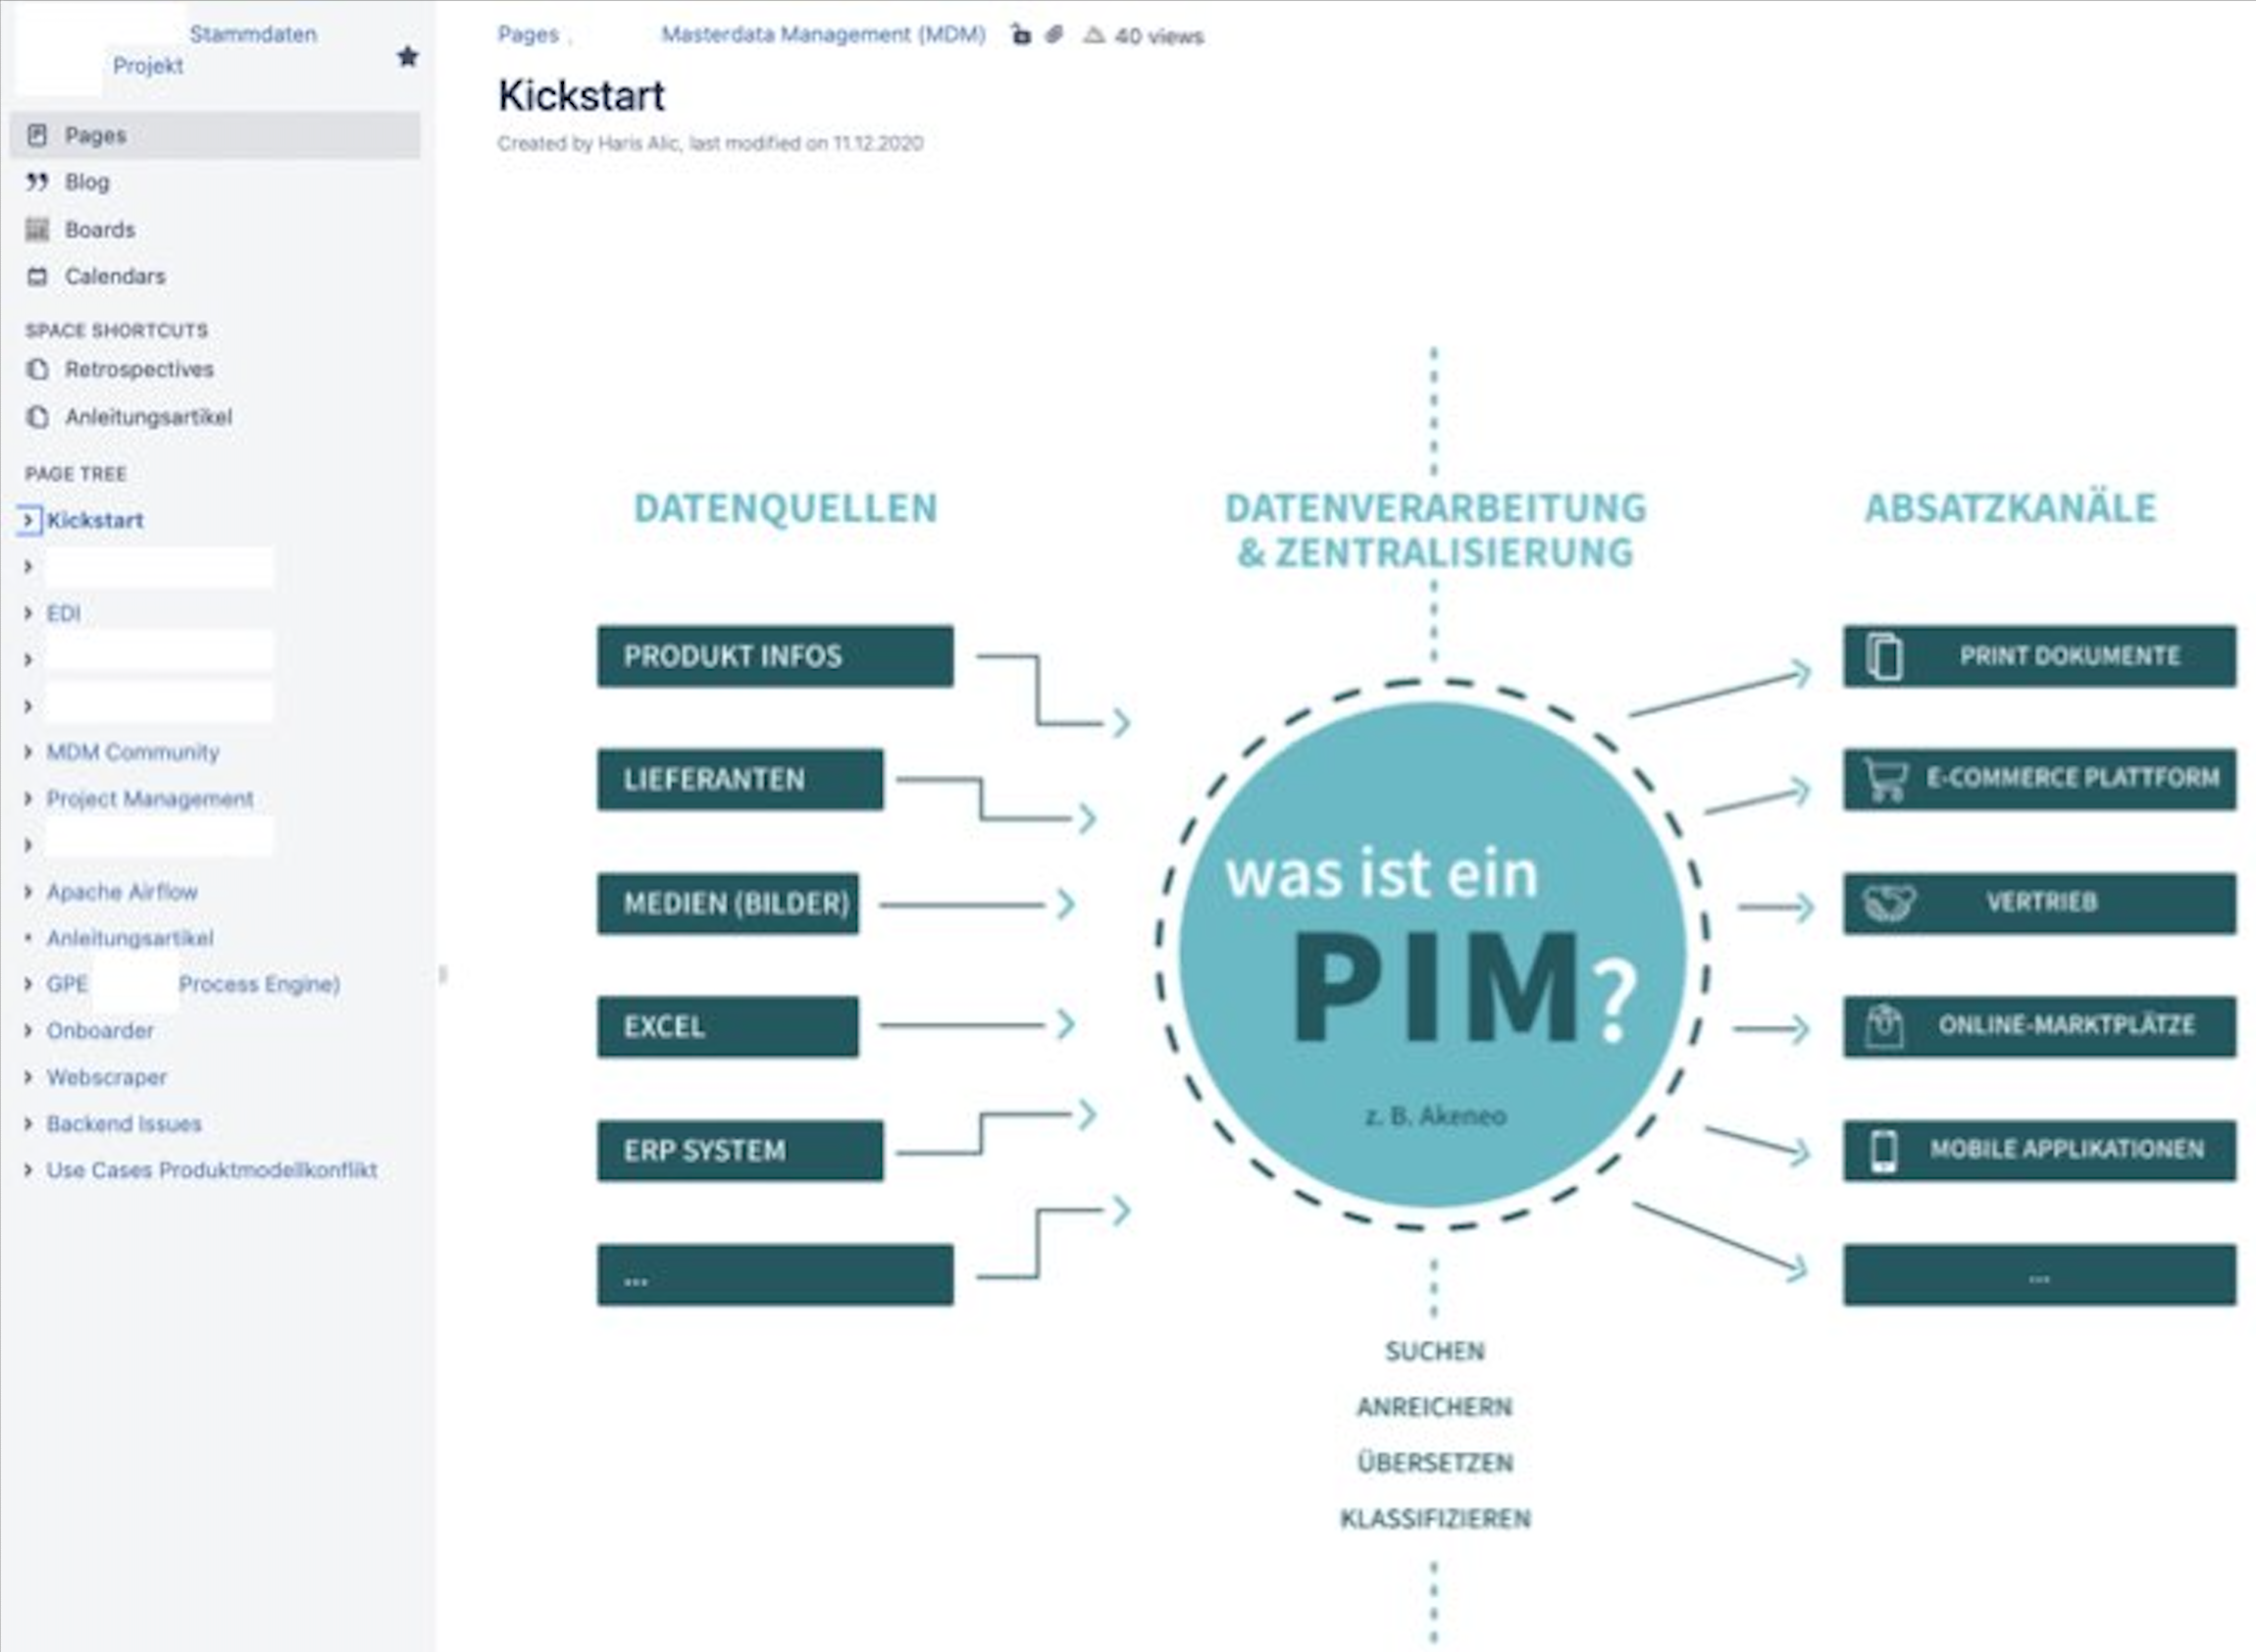 Stammdaten
Projekt
Pages
Blog
Boards
Calendars
SPACE SHORTCUTS
Retrospectives
Anleitungsartikel
PAGE TREE
Kickstart
EDI
MDM Community
Project Management
Apache Airflow
Anleitungsartikel
GPE Process Engine)
Onboarder
Webscraper
Backend Issues
Use Cases Produktmodellkonflikt
Pages Masterdata Management (MDM) 40 views
Kickstart
Created by Haris Alic, last modified on 11.12.2020
DATENQUELLEN
PRODUKT INFOS
LIEFERANTEN
MEDIEN (BILDER)
EXCEL
ERP SYSTEM
...
DATENVERARBEITUNG
& ZENTRALISIERUNG
was ist ein
PIM?
z. B. Akeneo
SUCHEN
ANREICHERN
ÜBERSETZEN
KLASSIFIZIEREN
ABSATZKANÄLE
PRINT DOKUMENTE
E-COMMERCE PLATTFORM
VERTRIEB
ONLINE-MARKTPLÄTZE
MOBILE APPLIKATIONEN
...